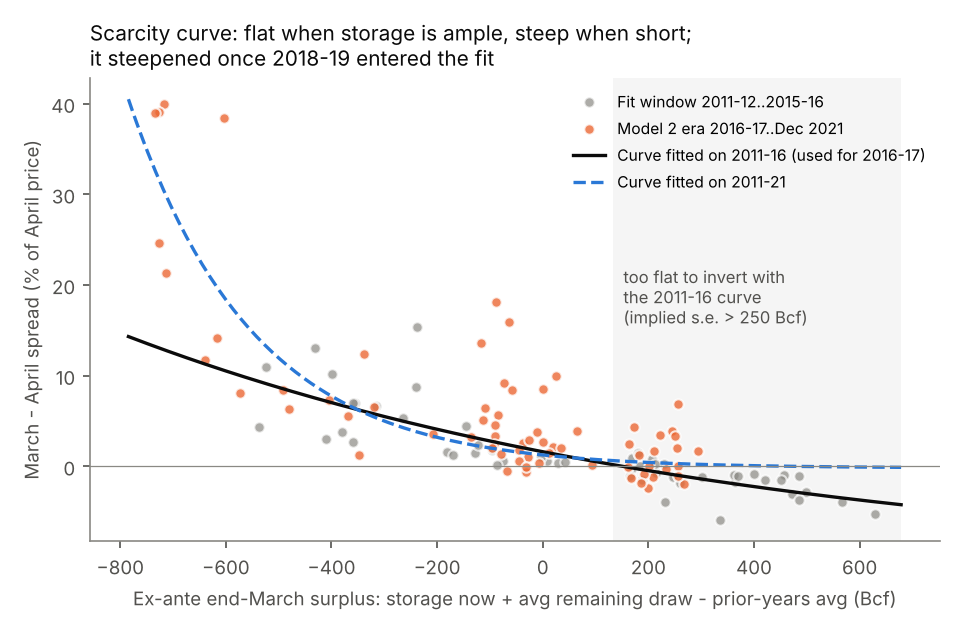 Scarcity curve: flat when storage is ample, steep when short;
it steepened once 2018-19 entered the fit
March - April spread (% of April price)
40
30
20
10
0
Fit window 2011-12..2015-16
Model 2 era 2016-17..Dec 2021
Curve fitted on 2011-16 (used for 2016-17)
Curve fitted on 2011-21
too flat to invert with
the 2011-16 curve
(implied s.e. > 250 Bcf)
−800 −600 −400 −200 0 200 400 600
Ex-ante end-March surplus: storage now + avg remaining draw - prior-years avg (Bcf)